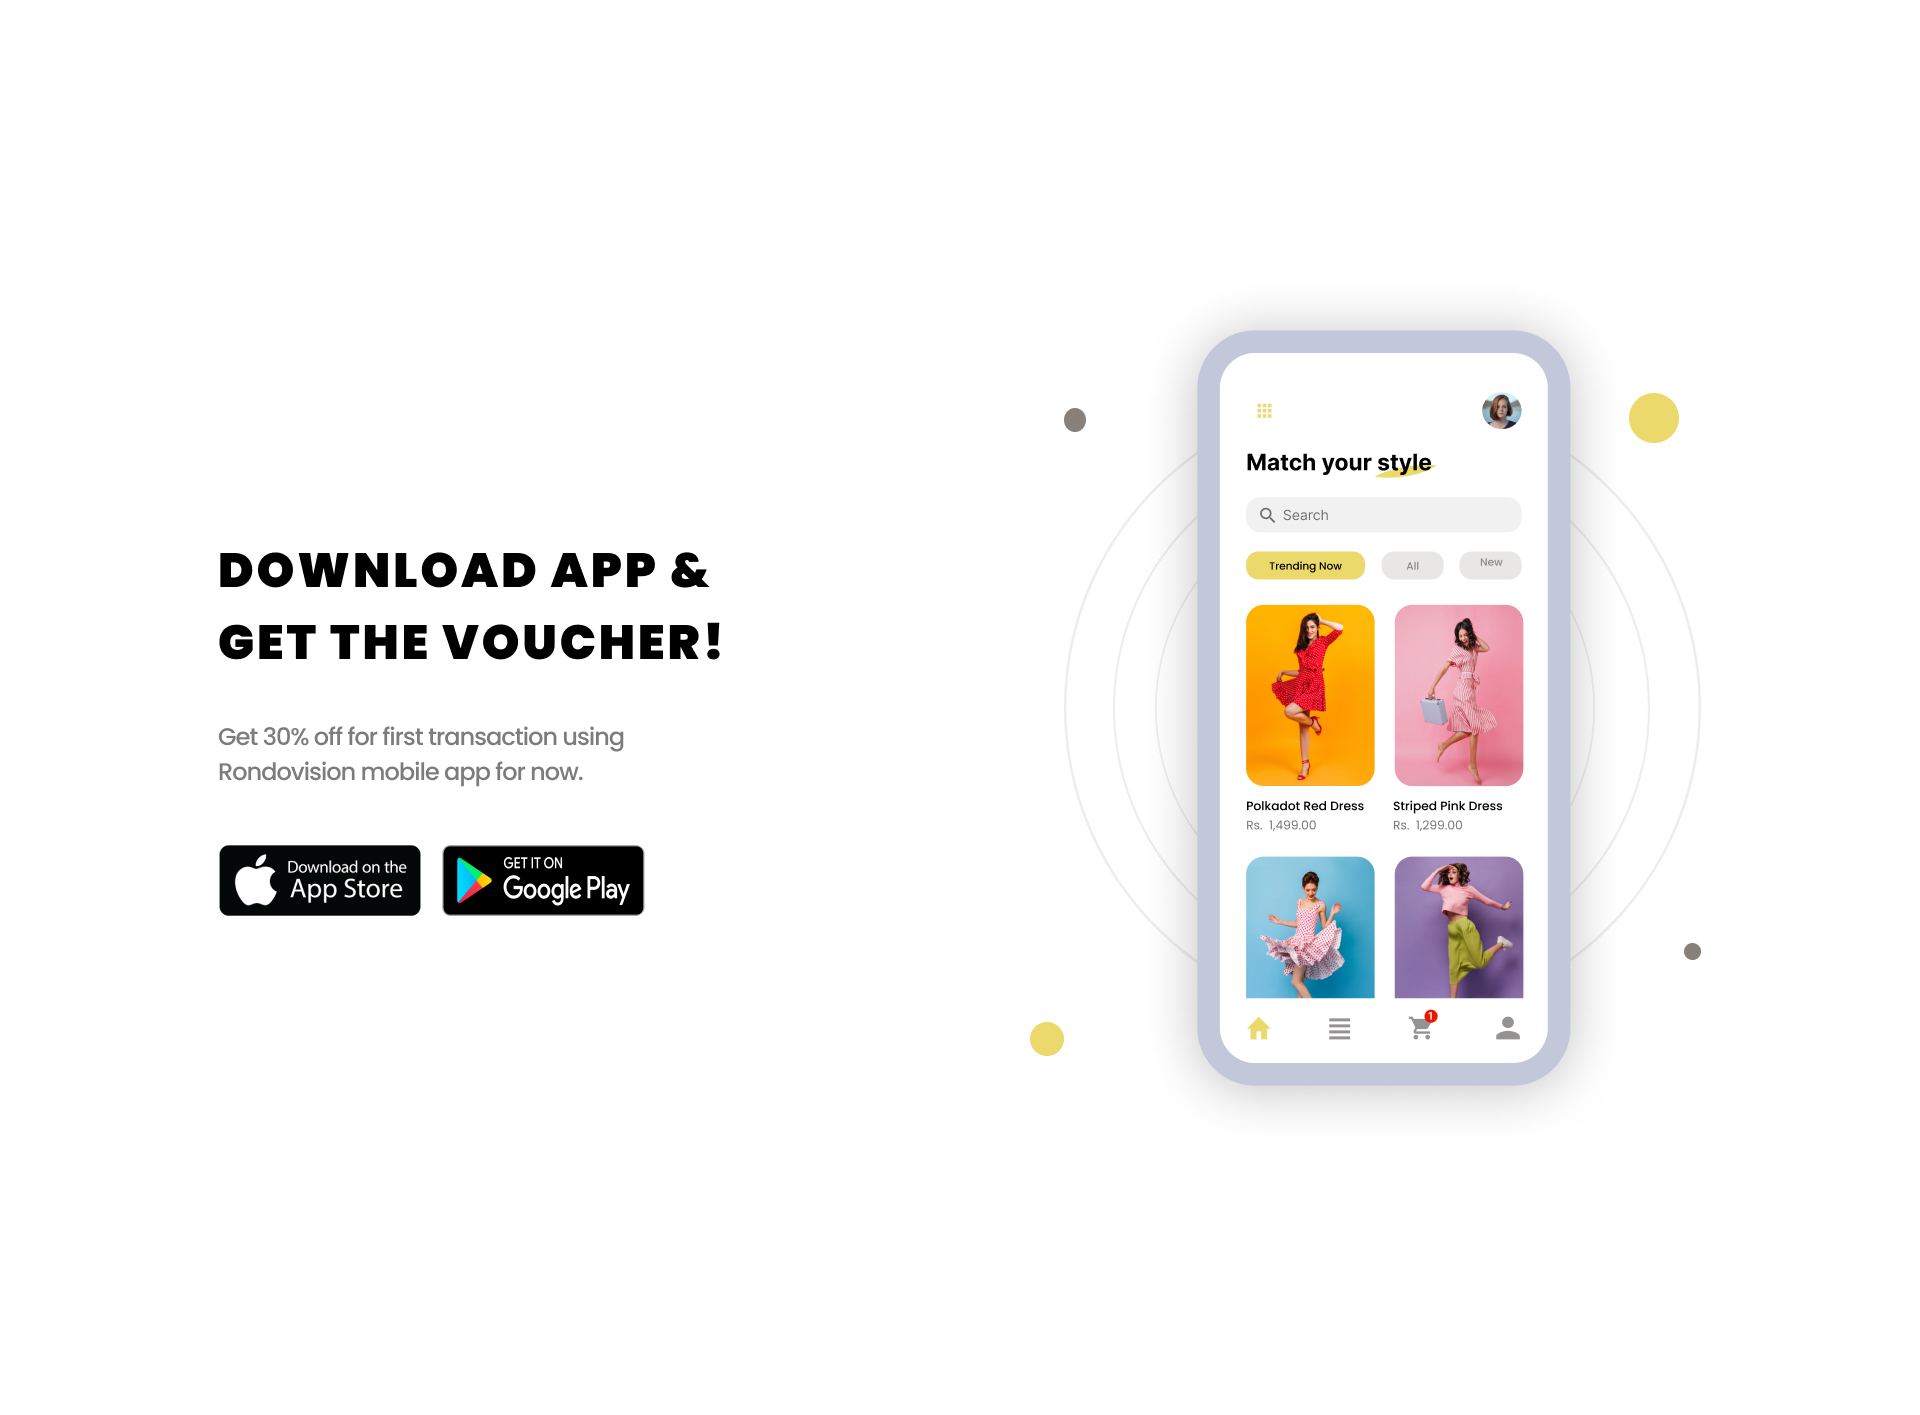 DOWNLOAD APP &
GET THE VOUCHER!
Get 30% off for first transaction using
Rondovision mobile app for now.
Download on the
App Store
GET IT ON
Google Play
Match your style
Search
Trending Now
All
New
Polkadot Red Dress
Rs. 1,499.00
Striped Pink Dress
Rs. 1,299.00
1